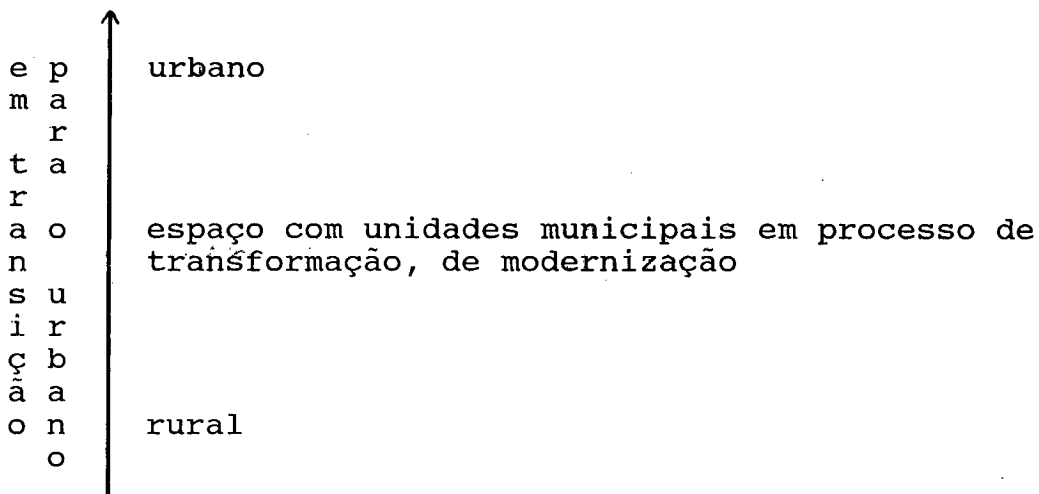 em transição
para o urbano
urbano
espaço com unidades municipais em processo de
transformação, de modernização
rural